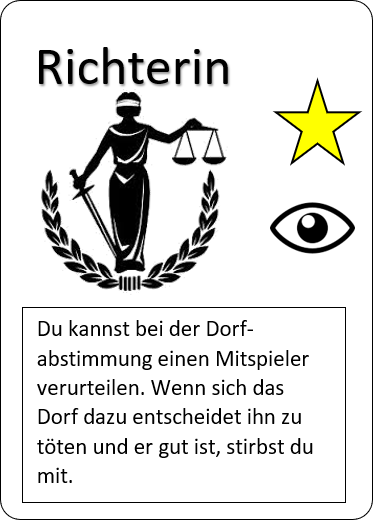 Richterin
Du kannst bei der Dorf-
abstimmung einen Mitspieler
verurteilen. Wenn sich das
Dorf dazu entscheidet ihn zu
töten und er gut ist, stirbst du
mit.